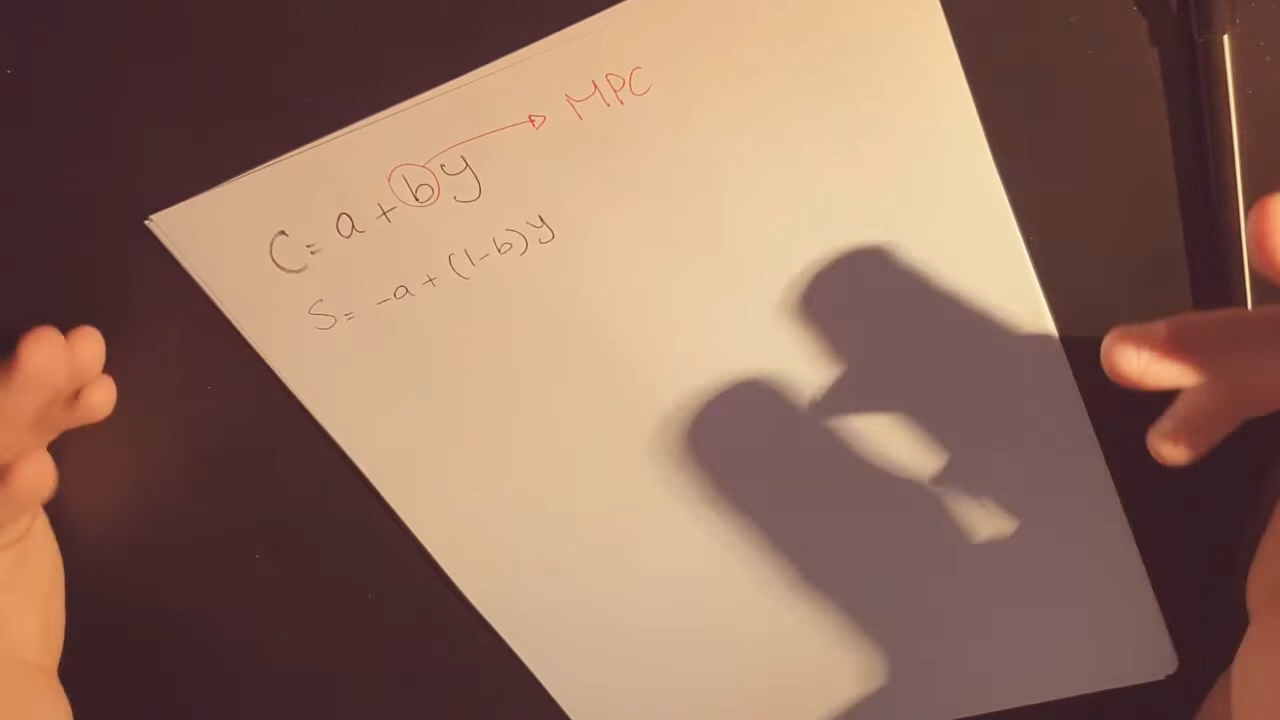 MPC
C = a + by
S = -a + (1-b)y